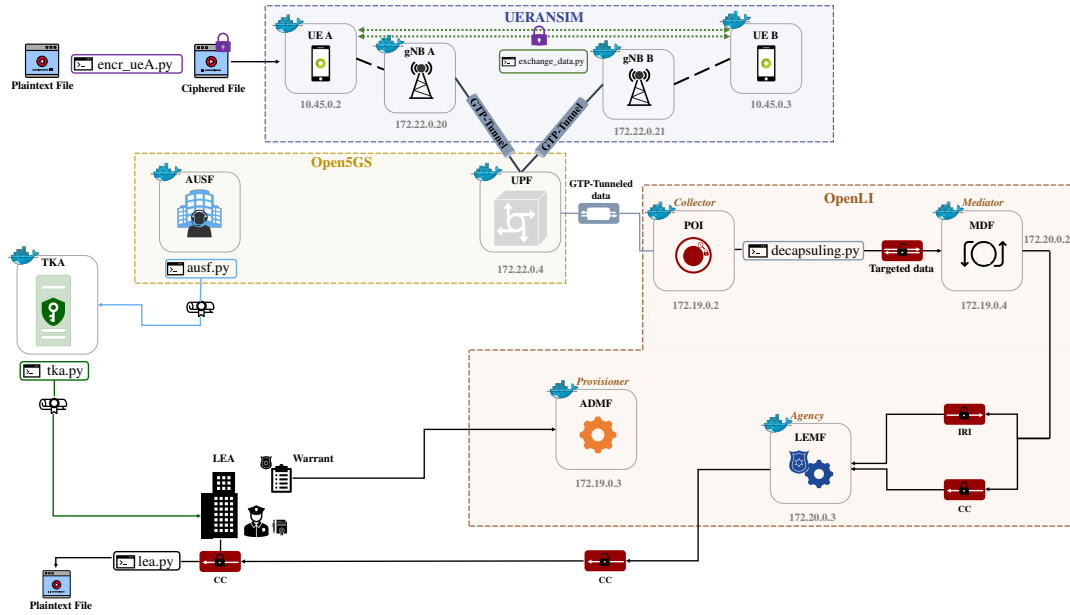 UERANSIM
UE A
gNB A
10.45.0.2
172.22.0.20
exchange_data.py
gNB B
UE B
172.22.0.21
10.45.0.3
Plaintext File
encr_ueA.py
Ciphered File
GTP-Tunnel
GTP-Tunnel
Open5GS
AUSF
ausf.py
UPF
172.22.0.4
GTP-Tunneled
data
OpenLI
Collector
POI
172.19.0.2
decapsuling.py
Targeted data
Mediator
MDF
172.19.0.4
172.20.0.2
TKA
tka.py
Provisioner
ADMF
172.19.0.3
Agency
LEMF
172.20.0.3
IRI
CC
LEA
Warrant
CC
CC
lea.py
Plaintext File